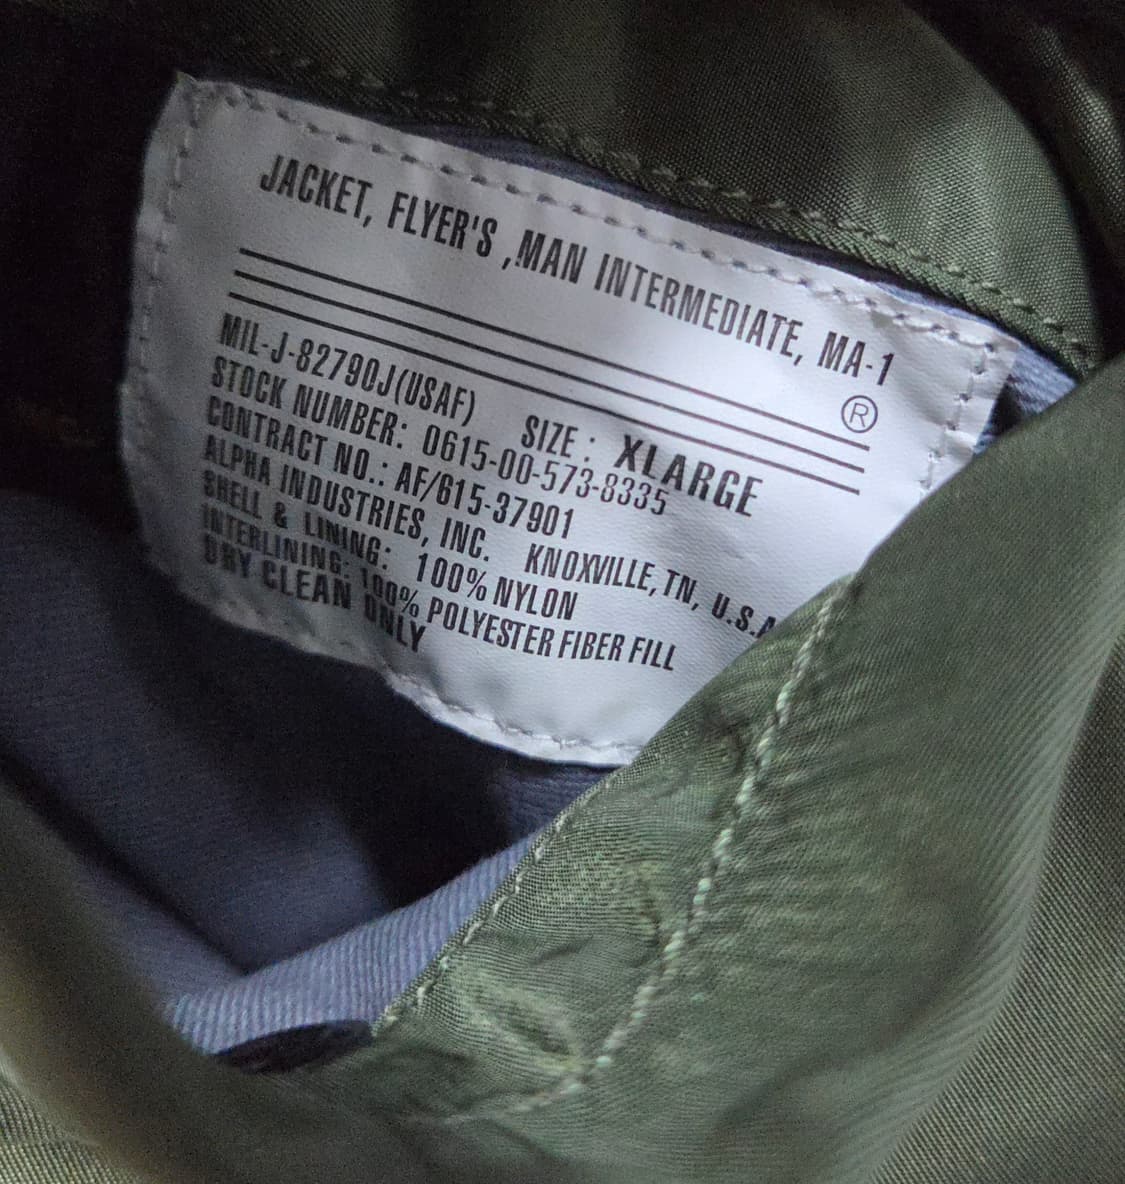 JACKET, FLYER'S ,MAN INTERMEDIATE, MA-1
®
MIL-J-82790J(USAF) SIZE: XLARGE
STOCK NUMBER: 0615-00-573-8335
CONTRACT NO.: AF/615-37901
ALPHA INDUSTRIES, INC. KNOXVILLE, TN, U.S.A
SHELL & LINING: 100% NYLON
INTERLINING: 100% POLYESTER FIBER FILL
DRY CLEAN ONLY